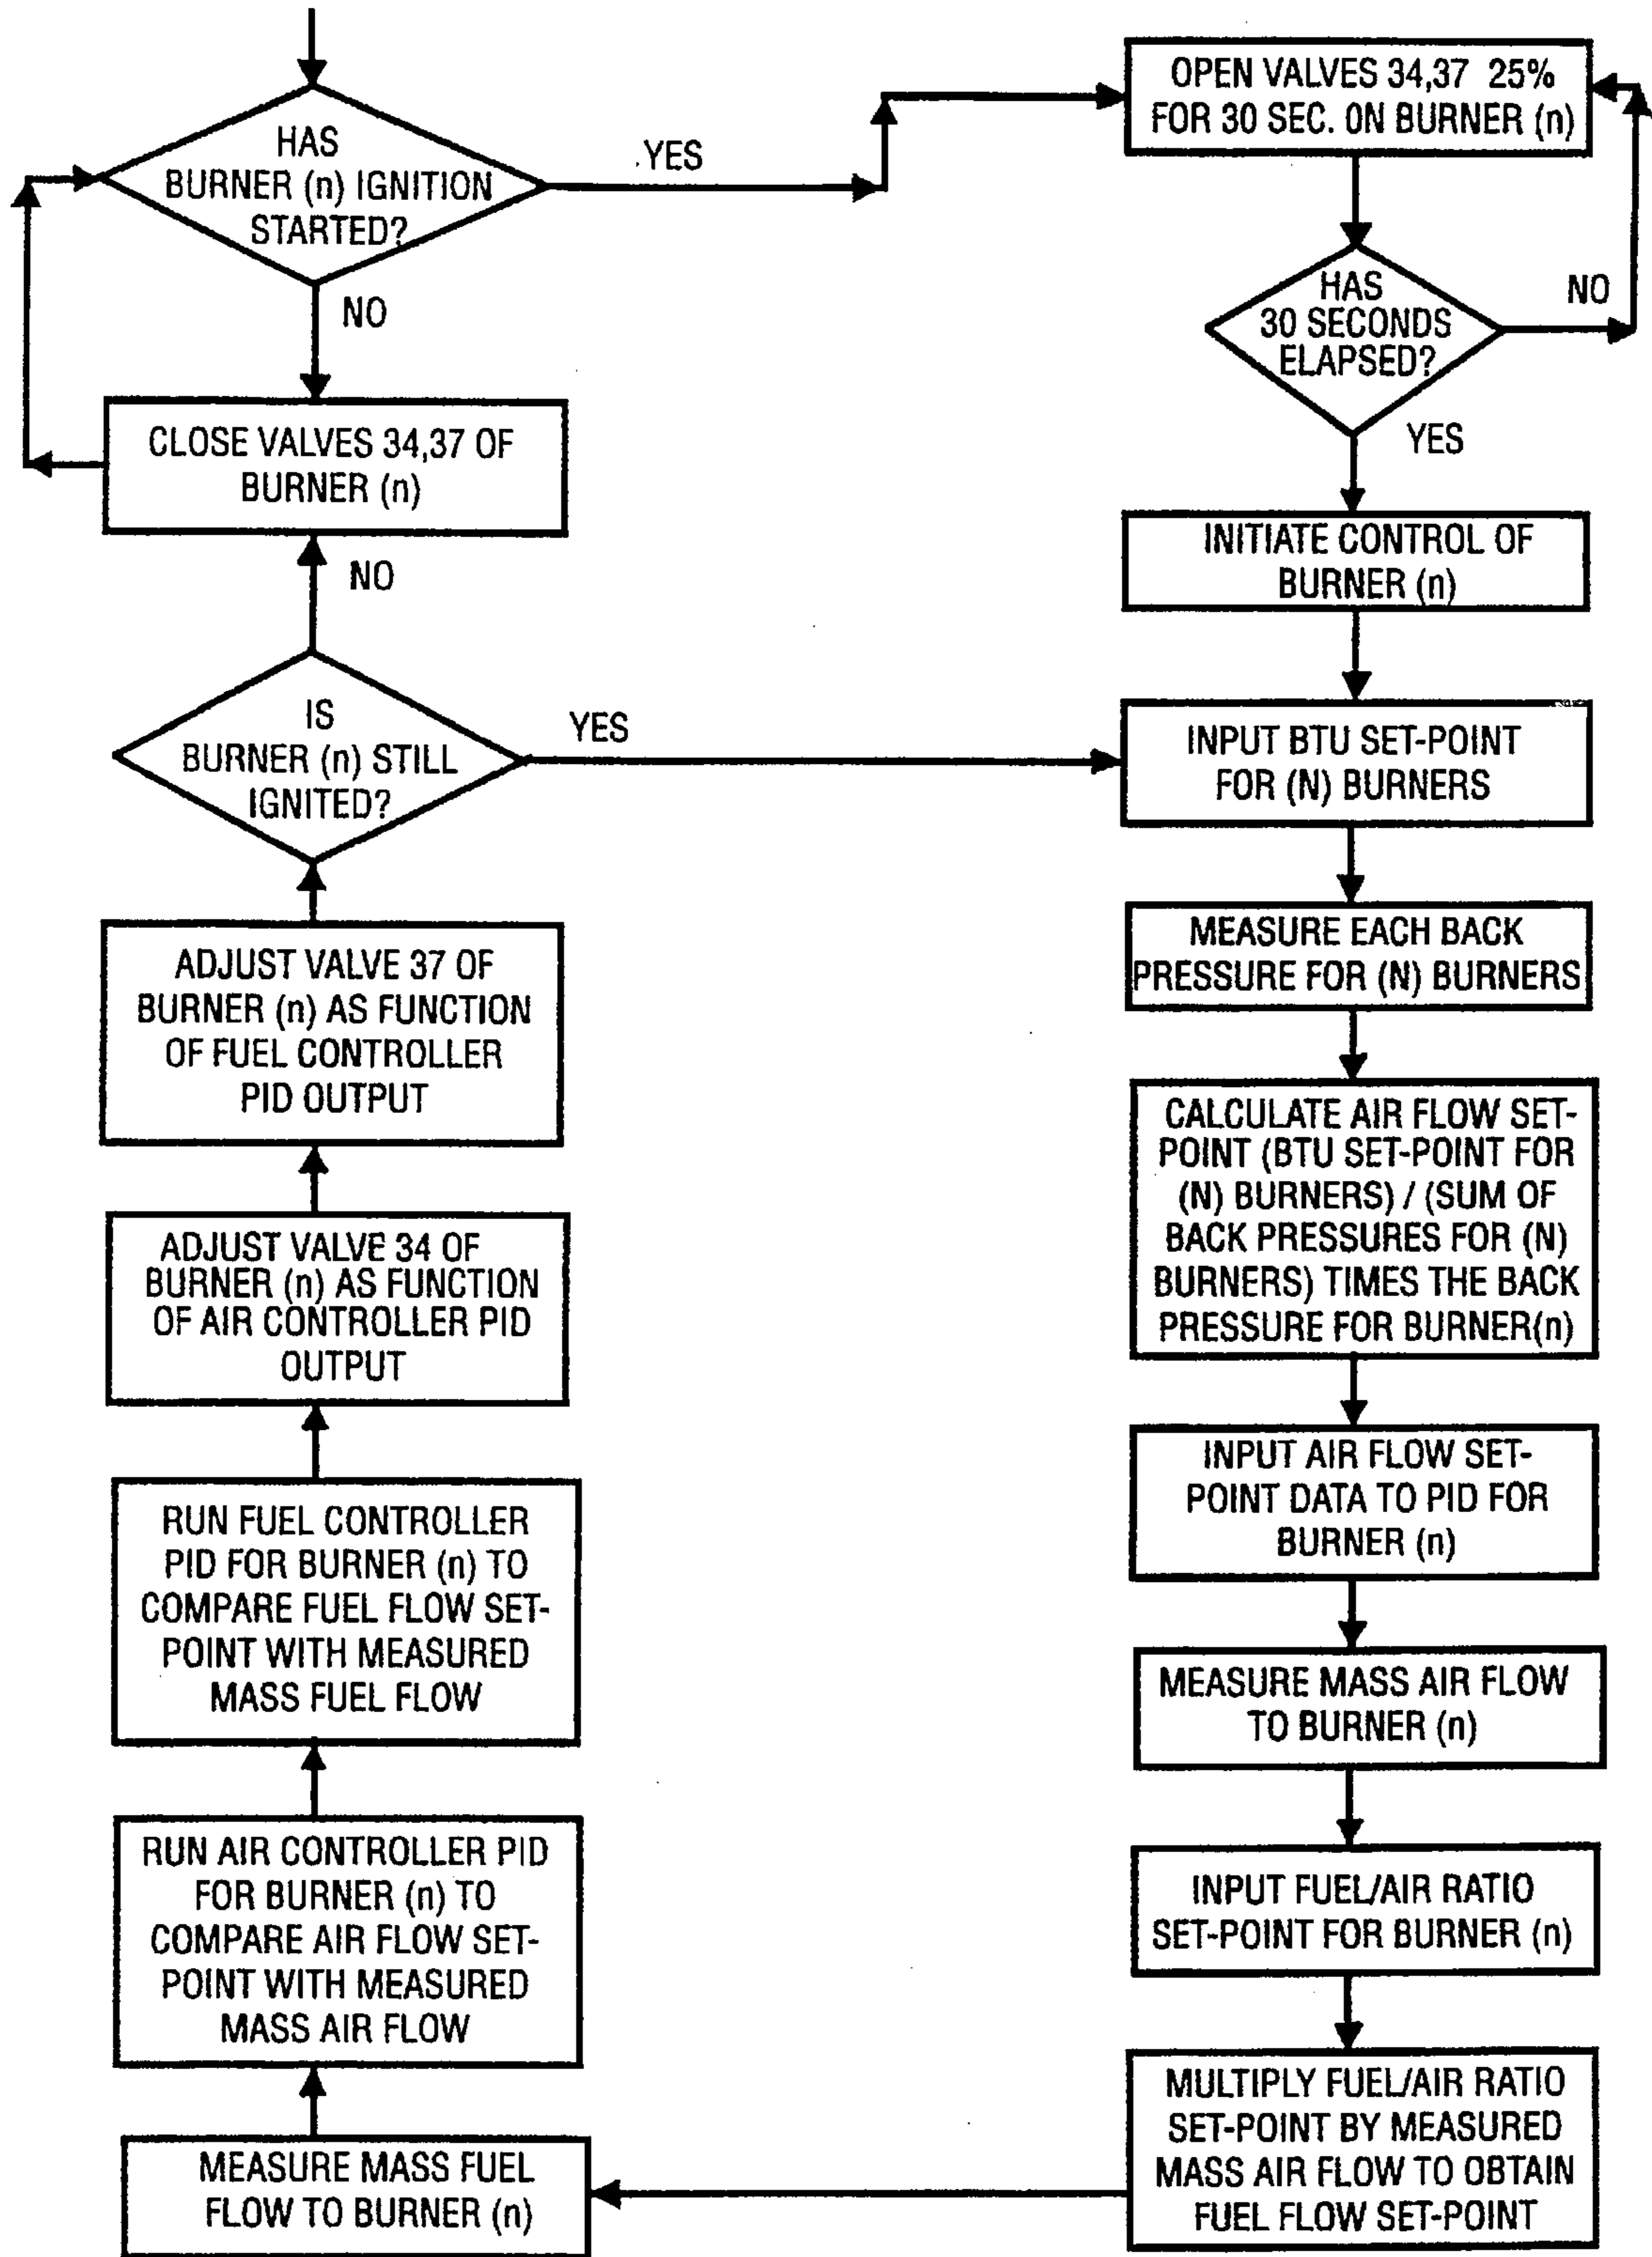 HAS
BURNER (n) IGNITION
STARTED?
YES
NO
OPEN VALVES 34,37 25%
FOR 30 SEC. ON BURNER (n)
HAS
30 SECONDS
ELAPSED?
NO
YES
CLOSE VALVES 34,37 OF
BURNER (n)
INITIATE CONTROL OF
BURNER (n)
NO
IS
BURNER (n) STILL
IGNITED?
YES
INPUT BTU SET-POINT
FOR (N) BURNERS
MEASURE EACH BACK
PRESSURE FOR (N) BURNERS
CALCULATE AIR FLOW SET-
POINT (BTU SET-POINT FOR
(N) BURNERS) / (SUM OF
BACK PRESSURES FOR (N)
BURNERS) TIMES THE BACK
PRESSURE FOR BURNER(n)
INPUT AIR FLOW SET-
POINT DATA TO PID FOR
BURNER (n)
MEASURE MASS AIR FLOW
TO BURNER (n)
INPUT FUEL/AIR RATIO
SET-POINT FOR BURNER (n)
MULTIPLY FUEL/AIR RATIO
SET-POINT BY MEASURED
MASS AIR FLOW TO OBTAIN
FUEL FLOW SET-POINT
MEASURE MASS FUEL
FLOW TO BURNER (n)
RUN AIR CONTROLLER PID
FOR BURNER (n) TO
COMPARE AIR FLOW SET-
POINT WITH MEASURED
MASS AIR FLOW
RUN FUEL CONTROLLER
PID FOR BURNER (n) TO
COMPARE FUEL FLOW SET-
POINT WITH MEASURED
MASS FUEL FLOW
ADJUST VALVE 34 OF
BURNER (n) AS FUNCTION
OF AIR CONTROLLER PID
OUTPUT
ADJUST VALVE 37 OF
BURNER (n) AS FUNCTION
OF FUEL CONTROLLER
PID OUTPUT